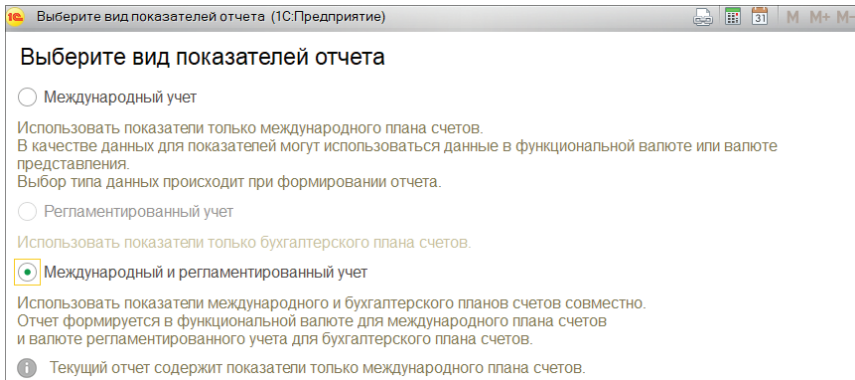 1С Выберите вид показателей отчета (1С:Предприятие) 31 M M+ M-
Выберите вид показателей отчета
Международный учет
Использовать показатели только международного плана счетов.
В качестве данных для показателей могут использоваться данные в функциональной валюте или валюте
представления.
Выбор типа данных происходит при формировании отчета.
Регламентированный учет
Использовать показатели только бухгалтерского плана счетов.
Международный и регламентированный учет
Использовать показатели международного и бухгалтерского планов счетов совместно.
Отчет формируется в функциональной валюте для международного плана счетов
и валюте регламентированного учета для бухгалтерского плана счетов.
Текущий отчет содержит показатели только международного плана счетов.